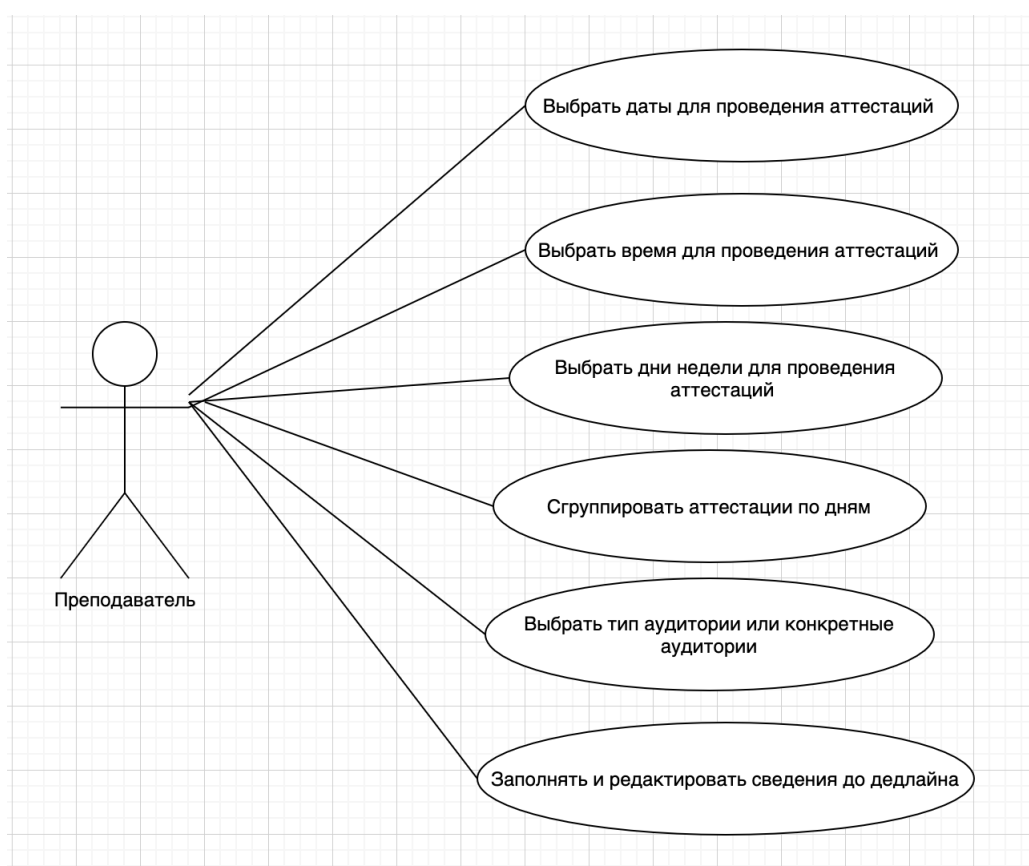 Выбрать даты для проведения аттестаций
Выбрать время для проведения аттестаций
Выбрать дни недели для проведения
аттестаций
Сгруппировать аттестации по дням
Преподаватель
Выбрать тип аудитории или конкретные
аудитории
Заполнять и редактировать сведения до дедлайна